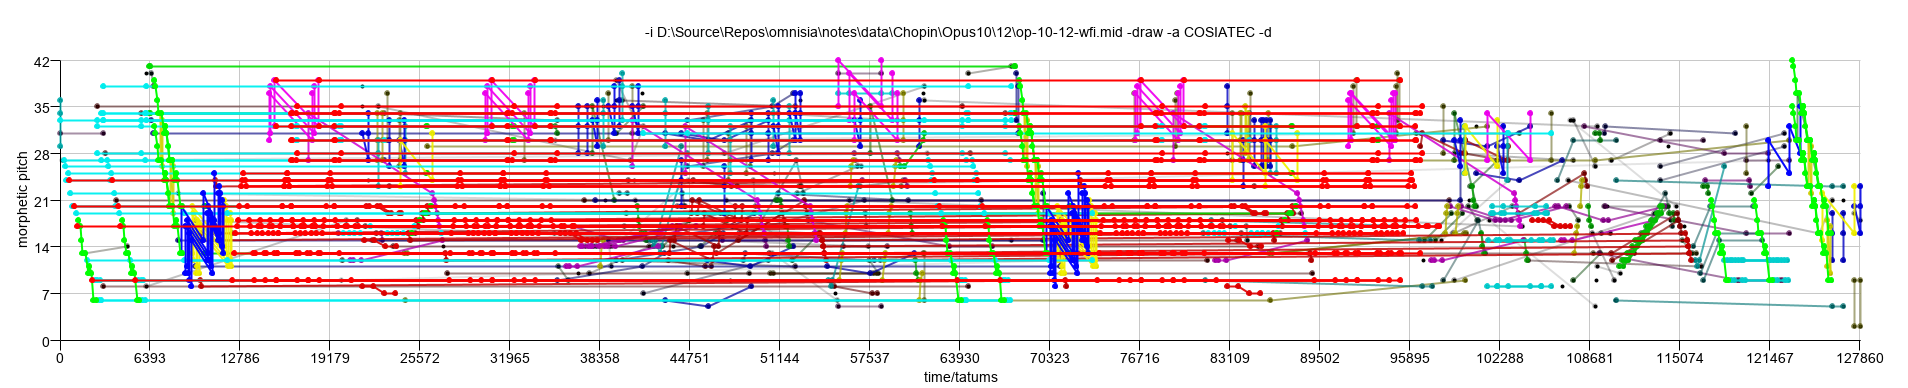 -i D:\Source\Repos\omnisia\notes\data\Chopin\Opus10\12\op-10-12-wfi.mid -draw -a COSIATEC -d
42
35
28
21
14
7
0
morphetic pitch
0 6393 12786 19179 25572 31965 38358 44751 51144 57537 63930 70323 76716 83109 89502 95895 102288 108681 115074 121467 127860
time/tatums